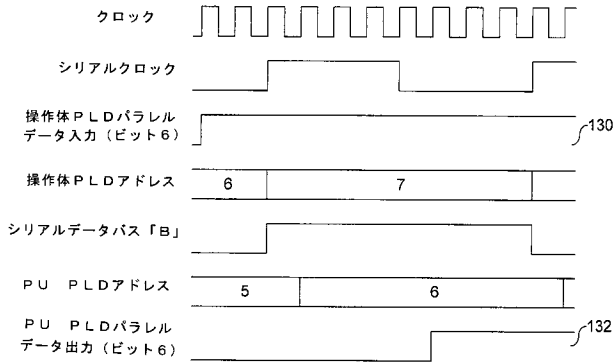 クロック
シリアルクロック
操作体PLDパラレル
データ入力(ビット6)
130
操作体PLDアドレス
6
7
シリアルデータバス「B」
PU PLDアドレス
5
6
PU PLDパラレル
データ出力(ビット6)
132